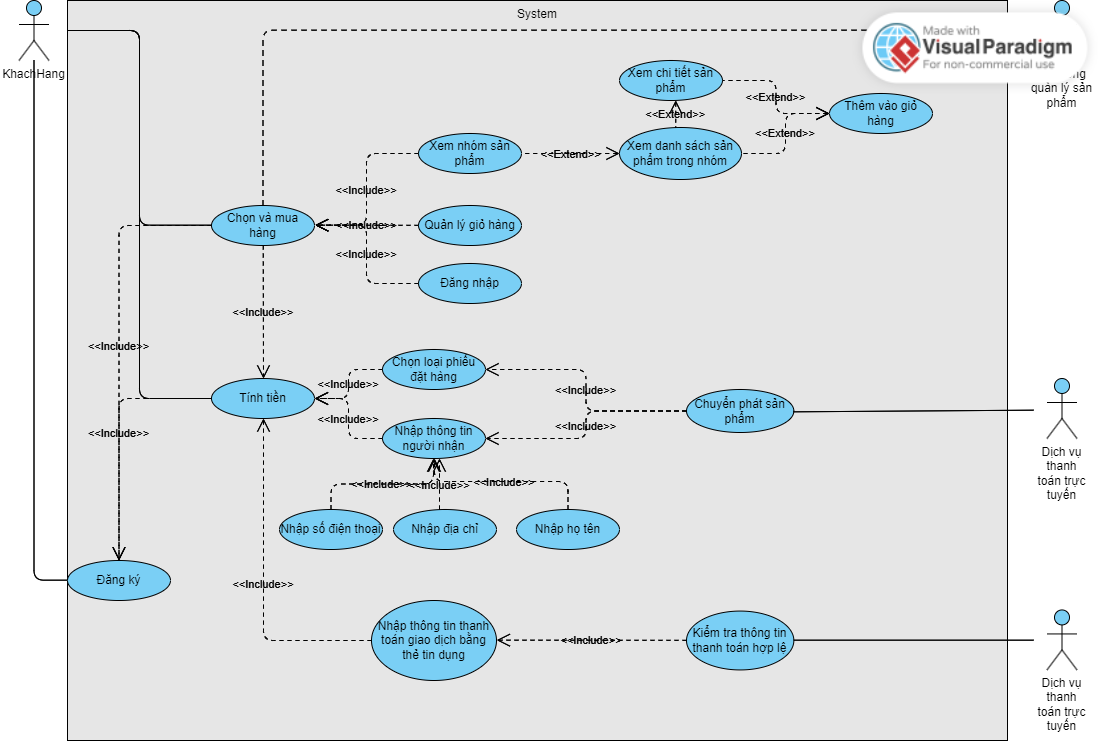 System
Made with
VisualParadigm
For non-commercial use
KhachHang
quản lý sản
phẩm
Xem chi tiết sản
phẩm
<<Extend>>
Thêm vào giỏ
hàng
<<Extend>>
<<Extend>>
Xem nhóm sản
phẩm
<<Extend>>
Xem danh sách sản
phẩm trong nhóm
<<Include>>
Chọn và mua
hàng
<<Include>>
Quản lý giỏ hàng
<<Include>>
Đăng nhập
<<Include>>
<<Include>>
Chọn loại phiếu
đặt hàng
<<Include>>
<<Include>>
Tính tiền
Chuyển phát sản
phẩm
<<Include>>
<<Include>>
<<Include>>
Nhập thông tin
người nhận
Dịch vụ
thanh
toán trực
tuyến
<<Include>>
<<Include>>
<<Include>>
Nhập số điện thoại
Nhập địa chỉ
Nhập họ tên
Đăng ký
<<Include>>
Nhập thông tin thanh
toán giao dịch bằng
thẻ tin dụng
<<Include>>
Kiểm tra thông tin
thanh toán hợp lệ
Dịch vụ
thanh
toán trực
tuyến